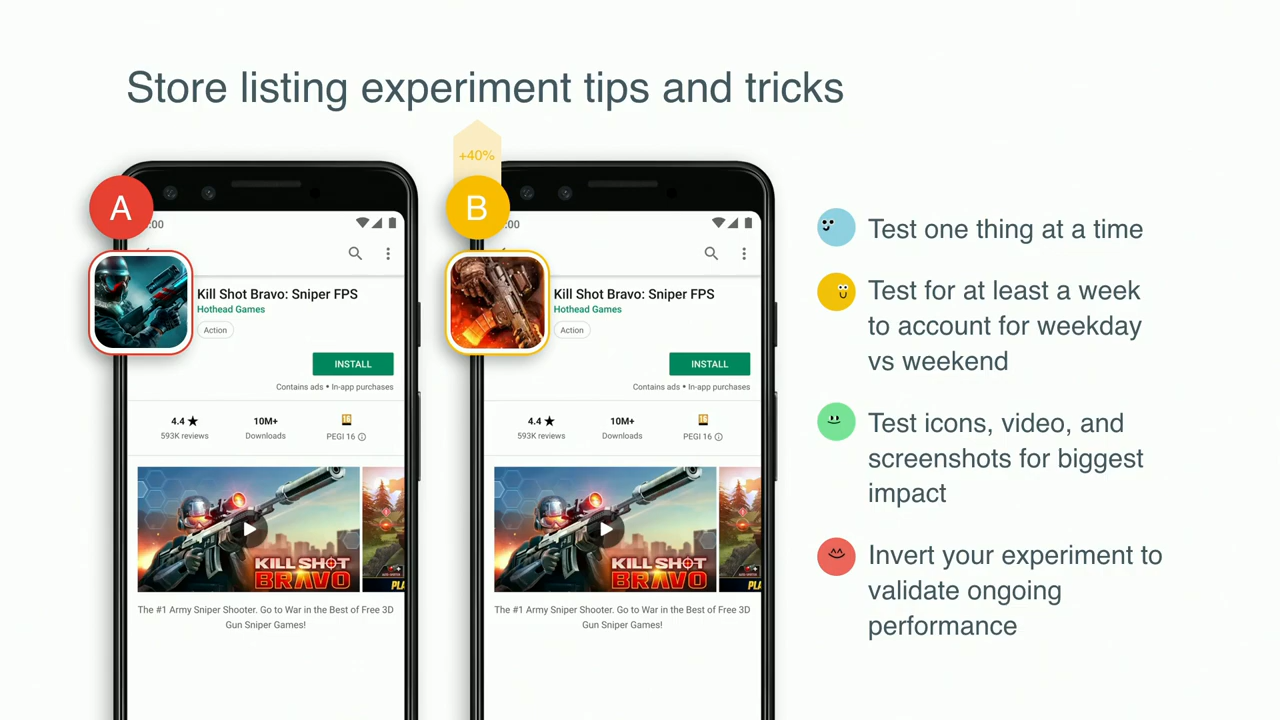 Store listing experiment tips and tricks
A
:00
Kill Shot Bravo: Sniper FPS
Hothead Games
Action
INSTALL
Contains ads • In-app purchases
4.4 ★
593K reviews
10M+
Downloads
16
PEGI 16
KILL SHOT
BRAVO
The #1 Army Sniper Shooter. Go to War in the Best of Free 3D
Gun Sniper Games!
+40%
B
:00
Kill Shot Bravo: Sniper FPS
Hothead Games
Action
INSTALL
Contains ads • In-app purchases
4.4 ★
593K reviews
10M+
Downloads
16
PEGI 16
KILL SHOT
BRAVO
The #1 Army Sniper Shooter. Go to War in the Best of Free 3D
Gun Sniper Games!
Test one thing at a time
Test for at least a week
to account for weekday
vs weekend
Test icons, video, and
screenshots for biggest
impact
Invert your experiment to
validate ongoing
performance